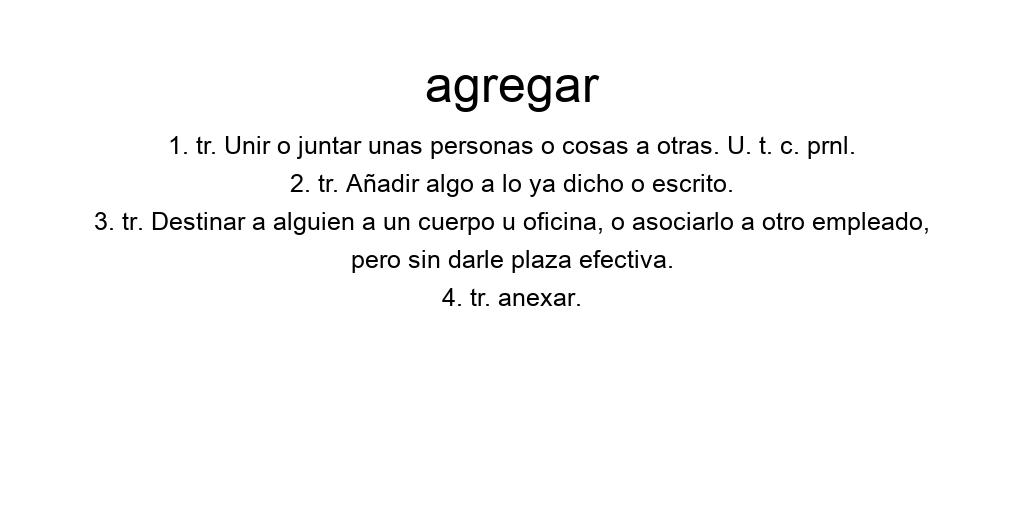 agregar
1. tr. Unir o juntar unas personas o cosas a otras. U. t. c. prnl.
2. tr. Añadir algo a lo ya dicho o escrito.
3. tr. Destinar a alguien a un cuerpo u oficina, o asociarlo a otro empleado,
pero sin darle plaza efectiva.
4. tr. anexar.